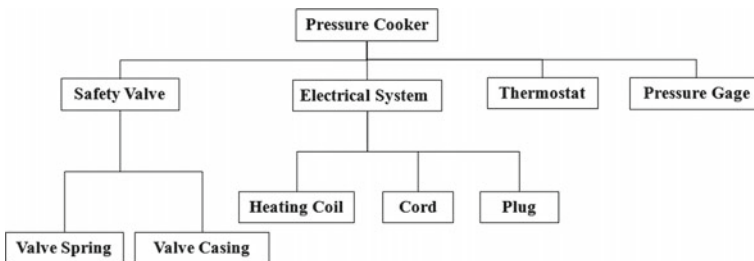 Pressure Cooker
Safety Valve
Electrical System
Thermostat
Pressure Gage
Heating Coil
Cord
Plug
Valve Spring
Valve Casing